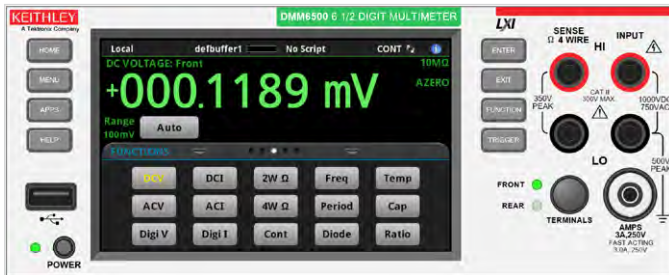 KEITHLEY
A Tektronix Company
DMM6500 6 1/2 DIGIT MULTIMETER
LXI
HOME
MENU
APPS
HELP
POWER
Local defbuffer1 No Script CONT
DC VOLTAGE: Front 10MΩ
+000.1189 mV
AZERO
Range
100mV
Auto
FUNCTIONS
DCV DCI 2W Ω Freq Temp
ACV ACI 4W Ω Period Cap
Digi V Digi I Cont Diode Ratio
ENTER
EXIT
FUNCTION
TRIGGER
SENSE
Ω 4 WIRE
HI
INPUT
350V
PEAK
CAT II
300V MAX
1000VDC
750VAC
LO
500V
PEAK
FRONT
REAR
TERMINALS
AMPS
3A,250V
FAST ACTING
3.0A, 250V